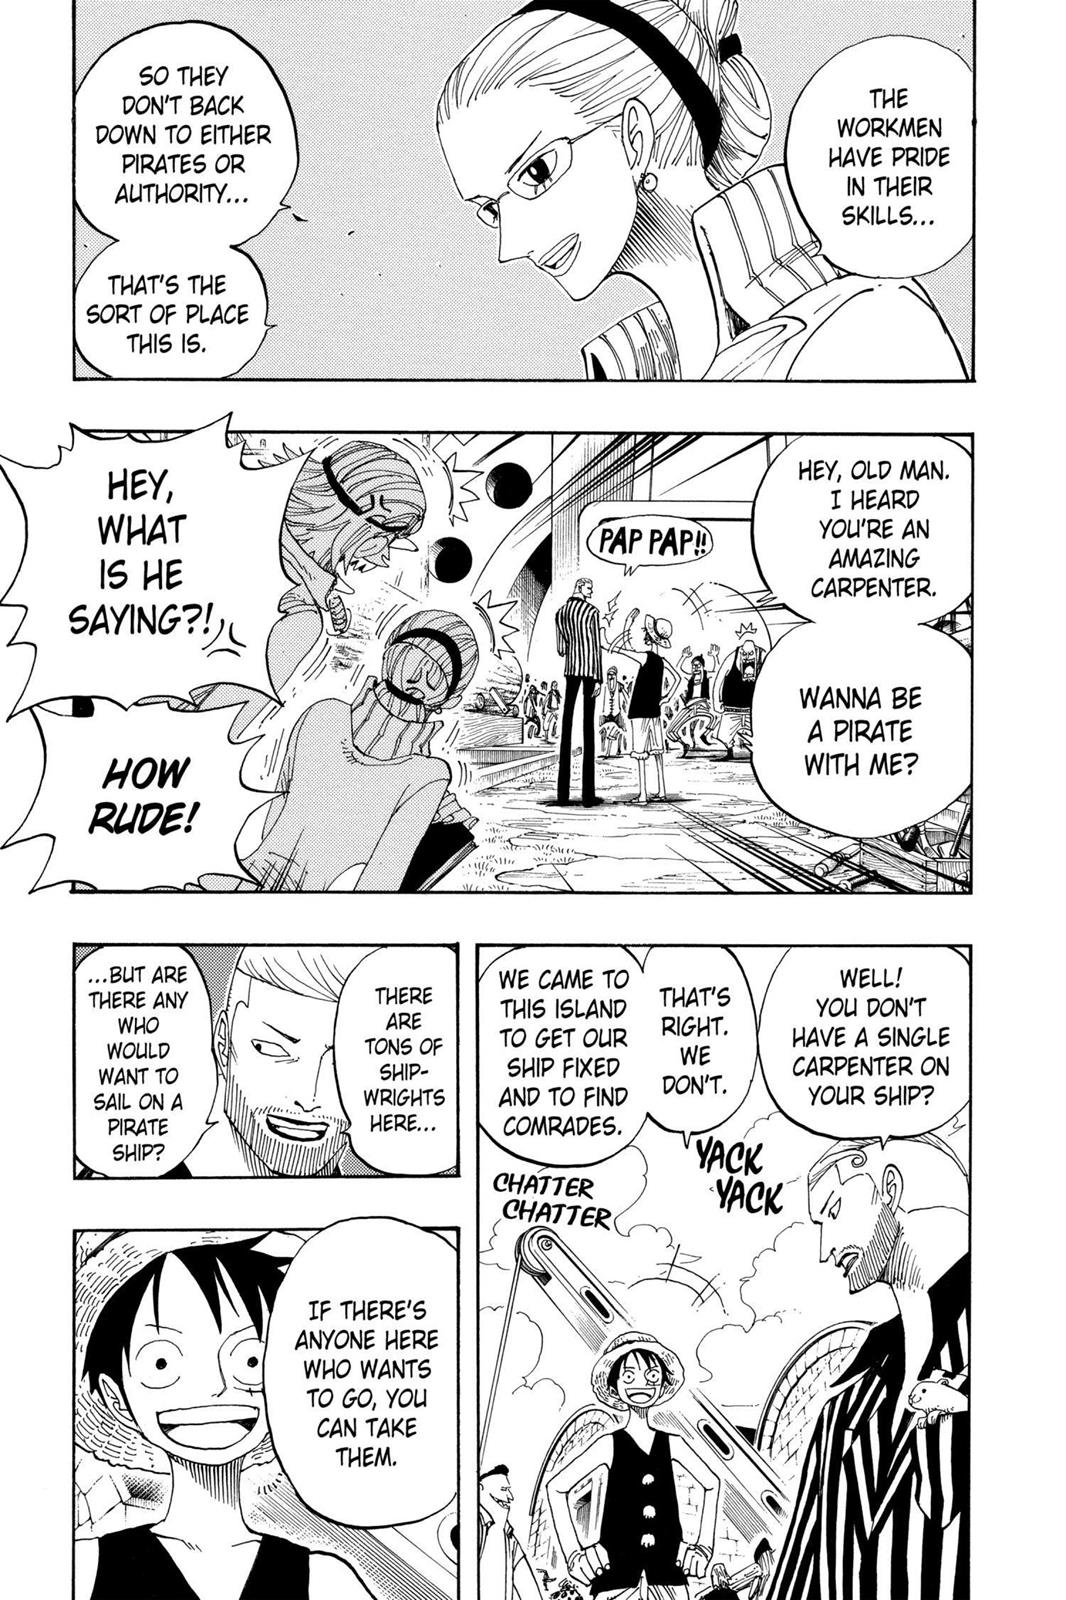 THE
WORKMEN
HAVE PRIDE
IN THEIR
SKILLS...
SO THEY
DON'T BACK
DOWN TO EITHER
PIRATES OR
AUTHORITY...
THAT'S THE
SORT OF PLACE
THIS IS.
HEY, OLD MAN.
I HEARD
YOU'RE AN
AMAZING
CARPENTER.
WANNA BE
A PIRATE
WITH ME?
PAP PAP!!
HEY,
WHAT
IS HE
SAYING?!
HOW
RUDE!
WELL!
YOU DON'T
HAVE A SINGLE
CARPENTER ON
YOUR SHIP?
THAT'S
RIGHT.
WE
DON'T.
WE CAME TO
THIS ISLAND
TO GET OUR
SHIP FIXED
AND TO FIND
COMRADES.
YACK
YACK
CHATTER
CHATTER
THERE
ARE
TONS OF
SHIP-
WRIGHTS
HERE...
...BUT ARE
THERE ANY
WHO
WOULD
WANT TO
SAIL ON A
PIRATE
SHIP?
IF THERE'S
ANYONE HERE
WHO WANTS
TO GO, YOU
CAN TAKE
THEM.